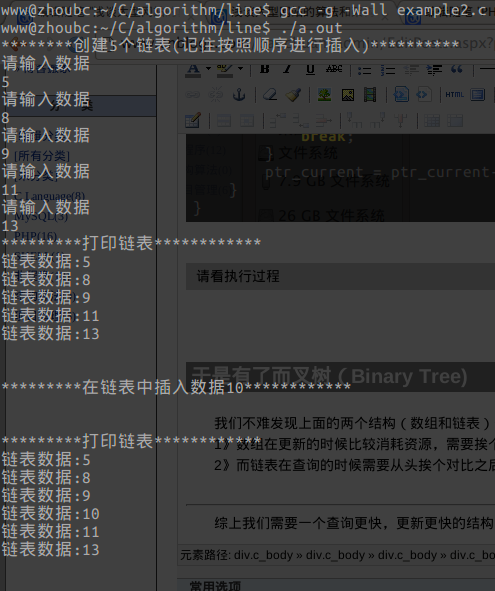 www@zhoubc:~/C/algorithm/line$ gcc -g -Wall example2.c
www@zhoubc:~/C/algorithm/line$ ./a.out
********创建5个链表(记住按照顺序进行插入)**********
请输入数据
5
请输入数据
8
请输入数据
9
请输入数据
11
请输入数据
13
*********打印链表************
链表数据:5
链表数据:8
链表数据:9
链表数据:11
链表数据:13
*********在链表中插入数据10************
*********打印链表************
链表数据:5
链表数据:8
链表数据:9
链表数据:10
链表数据:11
链表数据:13
[所有分类]
C Language(8)
MySQL(5)
PHP(16)
HTML
break;
文件系统
}
ptr_current = ptr_current-
7.5 GB 文件系统
}
}
26 GB 文件系统
请看执行过程
于是有了而叉树（Binary Tree)
我们不难发现上面的两个结构（数组和链表）
1》数组在更新的时候比较消耗资源，需要挨个
2》而链表在查询的时候需要从头挨个对比之后
综上我们需要一个查询更快，更新更快的结构
元素路径: div.c_body » div.c_body » div.c_body » div.c_bo
常用选项